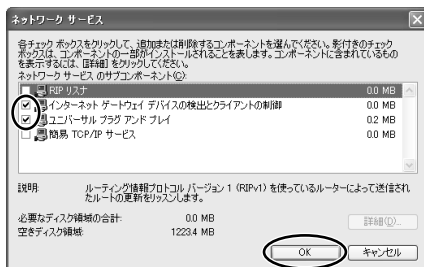 ネットワーク サービス
各チェック ボックスをクリックして、追加または削除するコンポーネントを選んでください。影付きのチェック
ボックスは、コンポーネントの一部がインストールされることを表します。コンポーネントに含まれているもの
を表示するには、[詳細] をクリックしてください。
ネットワーク サービス のサブコンポーネント(C):
RIP リスナ 0.0 MB
インターネット ゲートウェイ デバイスの検出とクライアントの制御 0.0 MB
ユニバーサル プラグ アンド プレイ 0.2 MB
簡易 TCP/IP サービス 0.0 MB
説明: ルーティング情報プロトコル バージョン 1 (RIPv1) を使っているルーターによって送信され
たルートの更新をリッスンします。
必要なディスク領域の合計: 0.0 MB
空きディスク領域: 1223.4 MB
詳細(D)...
OK
キャンセル